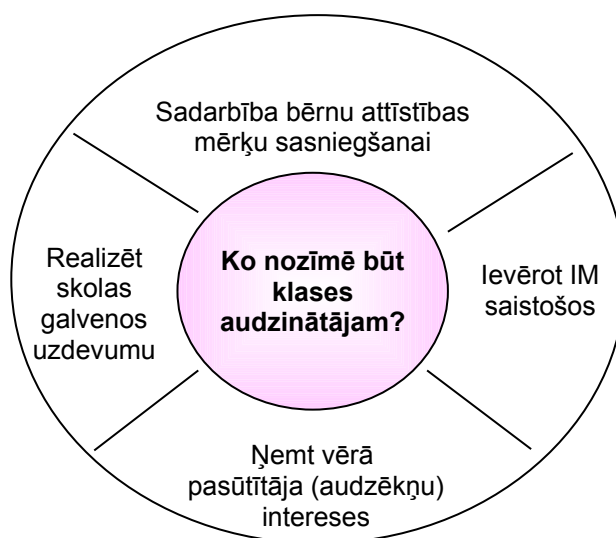 Sadarbība bērnu attīstības
mērķu sasniegšanai
Realizēt
skolas
galvenos
uzdevumu
Ko nozīmē būt
klases
audzinātājam?
Ievērot IM
saistošos
Ņemt vērā
pasūtītāja (audzēkņu)
intereses